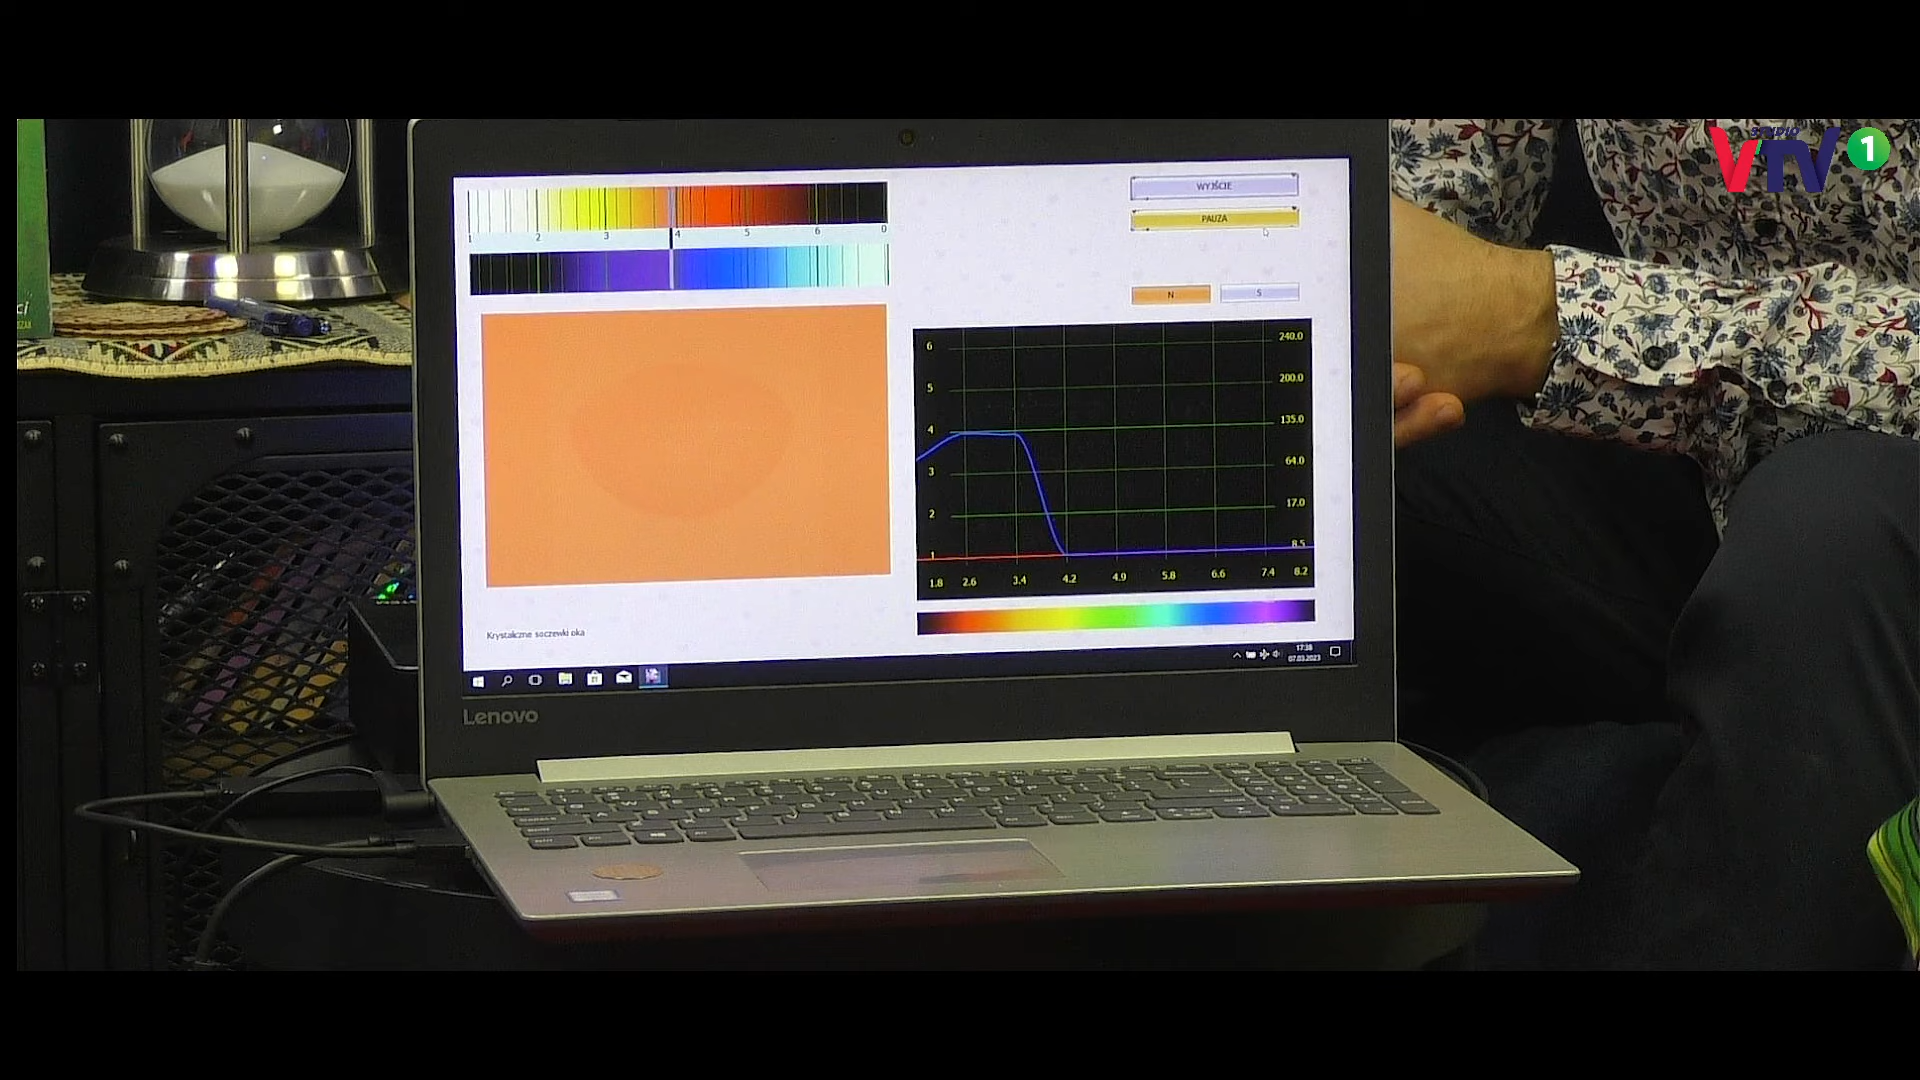 STUDIO
VTV 1
WYJŚCIE
PAUZA
1 2 3 4 5 6 0
N S
6 240.0
5 200.0
4 135.0
3 64.0
2 17.0
1 8.5
1.8 2.6 3.4 4.2 4.9 5.8 6.6 7.4 8.2
Krystaliczne soczewki oka
17:38
07.03.2023
Lenovo
ci